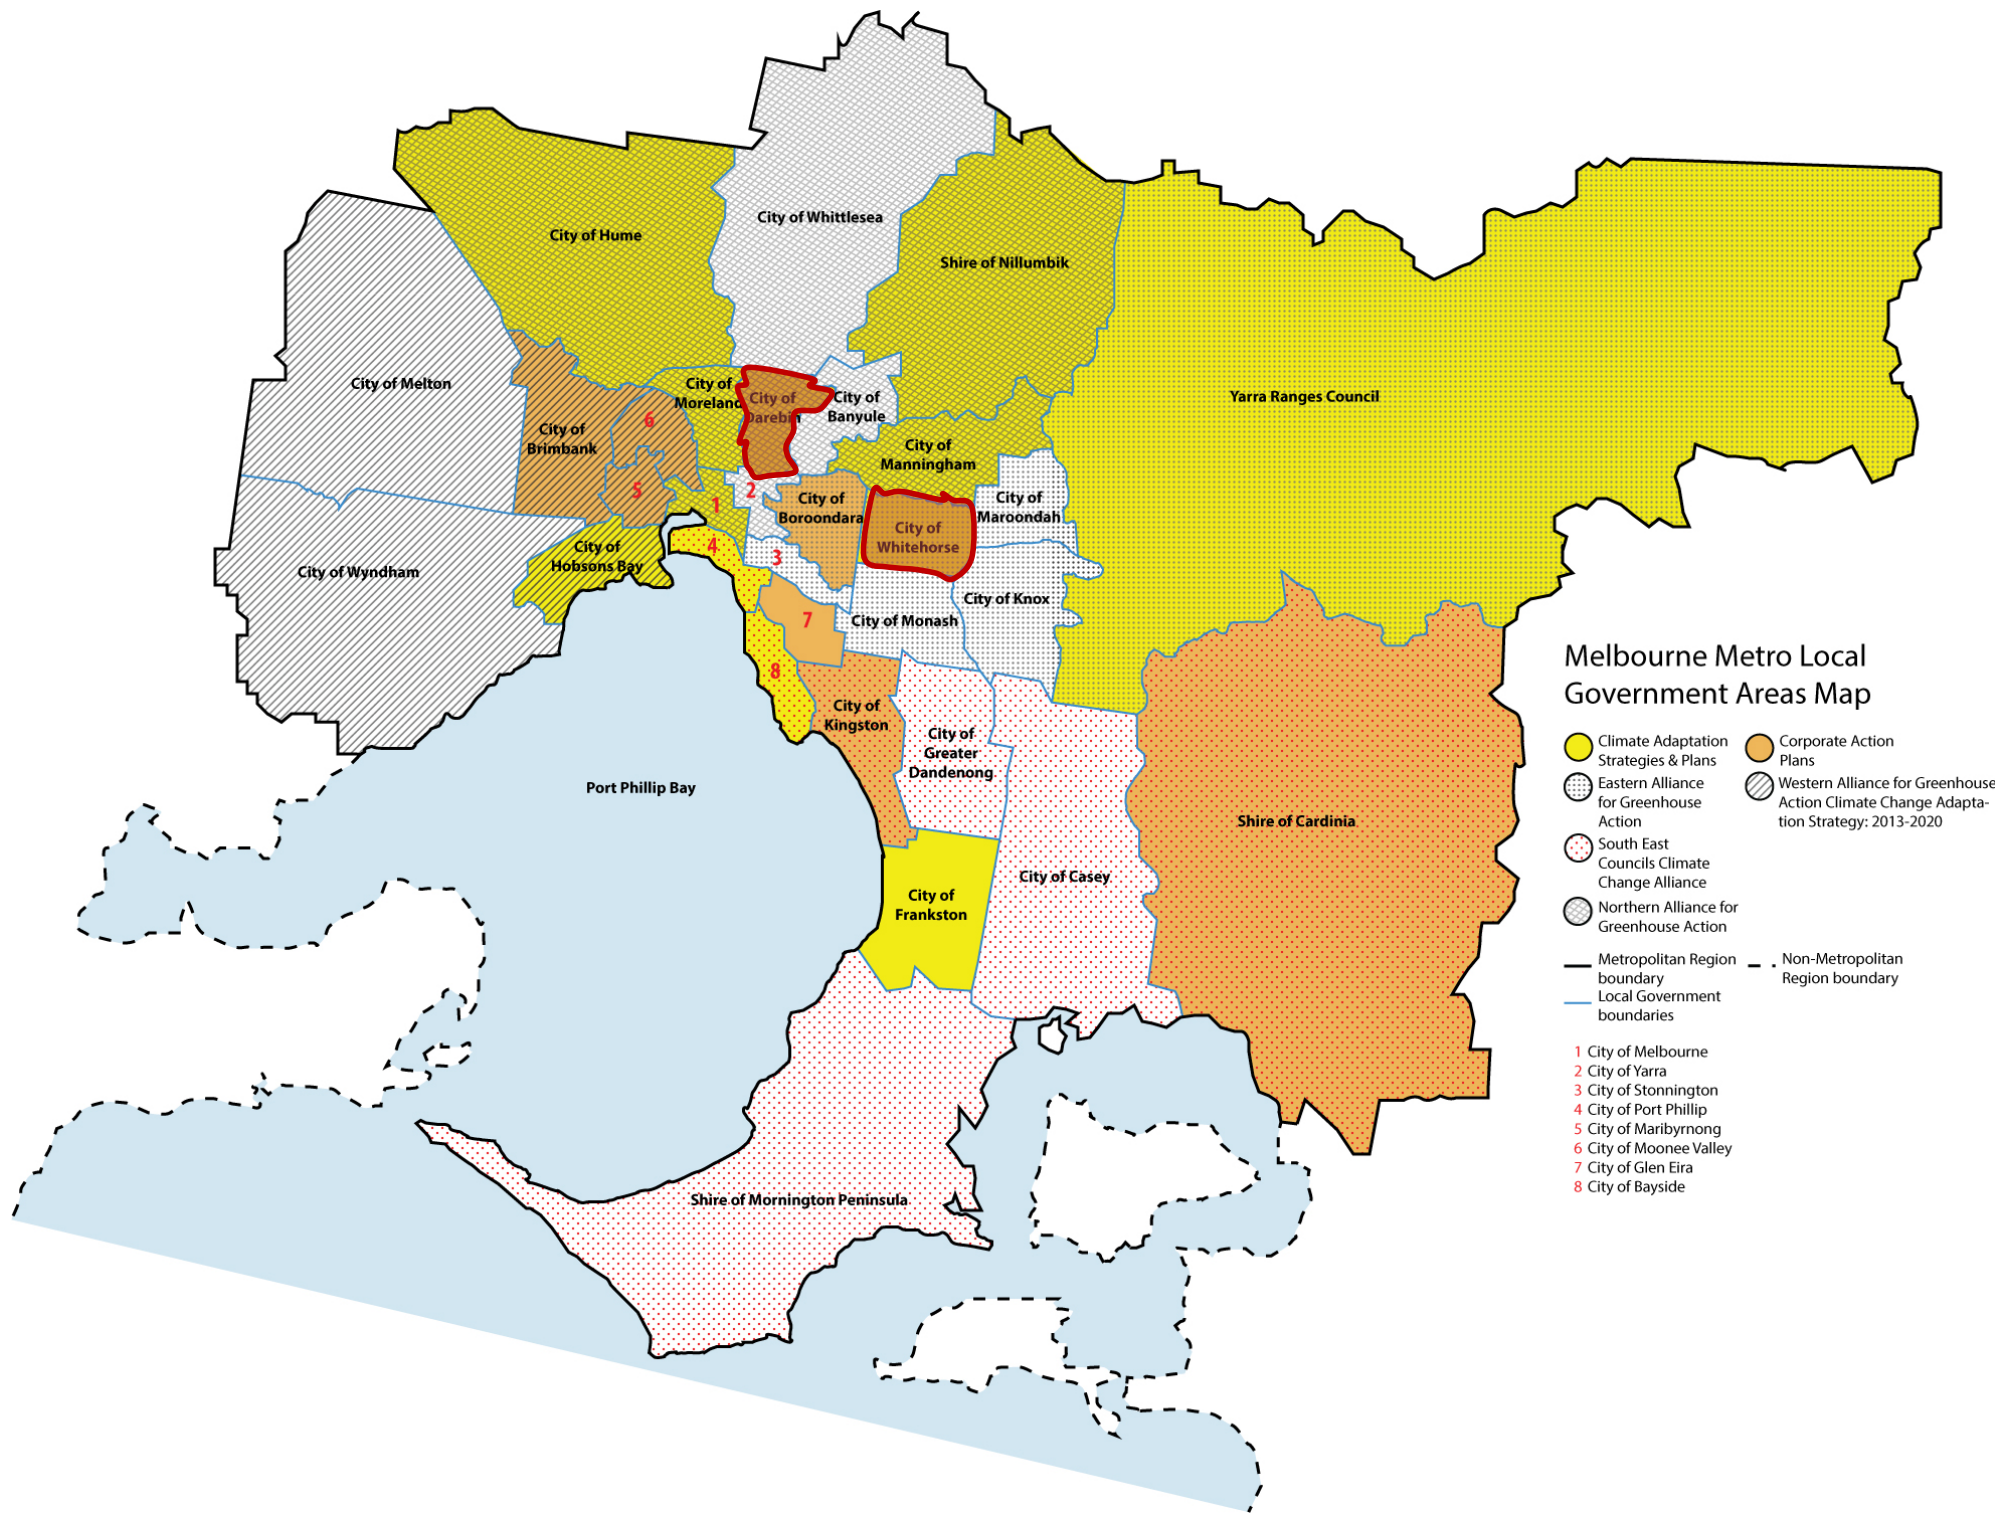 City of Whittlesea
City of Hume
Shire of Nillumbik
City of Melton
Yarra Ranges Council
City of
Moreland
City of
Darebin
City of
Banyule
6
City of
Brimbank
City of
Manningham
5
2
1
City of
Boroondara
City of
Maroondah
City of
Whitehorse
4
3
City of
Hobsons Bay
City of Wyndham
City of Knox
7
City of Monash
8
City of
Kingston
City of
Greater
Dandenong
Port Phillip Bay
Shire of Cardinia
City of Casey
City of
Frankston
Shire of Mornington Peninsula
Melbourne Metro Local
Government Areas Map
Climate Adaptation
Strategies & Plans
Corporate Action
Plans
Eastern Alliance
for Greenhouse
Action
Western Alliance for Greenhouse
Action Climate Change Adapta-
tion Strategy: 2013-2020
South East
Councils Climate
Change Alliance
Northern Alliance for
Greenhouse Action
Metropolitan Region
boundary
Non-Metropolitan
Region boundary
Local Government
boundaries
1 City of Melbourne
2 City of Yarra
3 City of Stonnington
4 City of Port Phillip
5 City of Maribyrnong
6 City of Moonee Valley
7 City of Glen Eira
8 City of Bayside